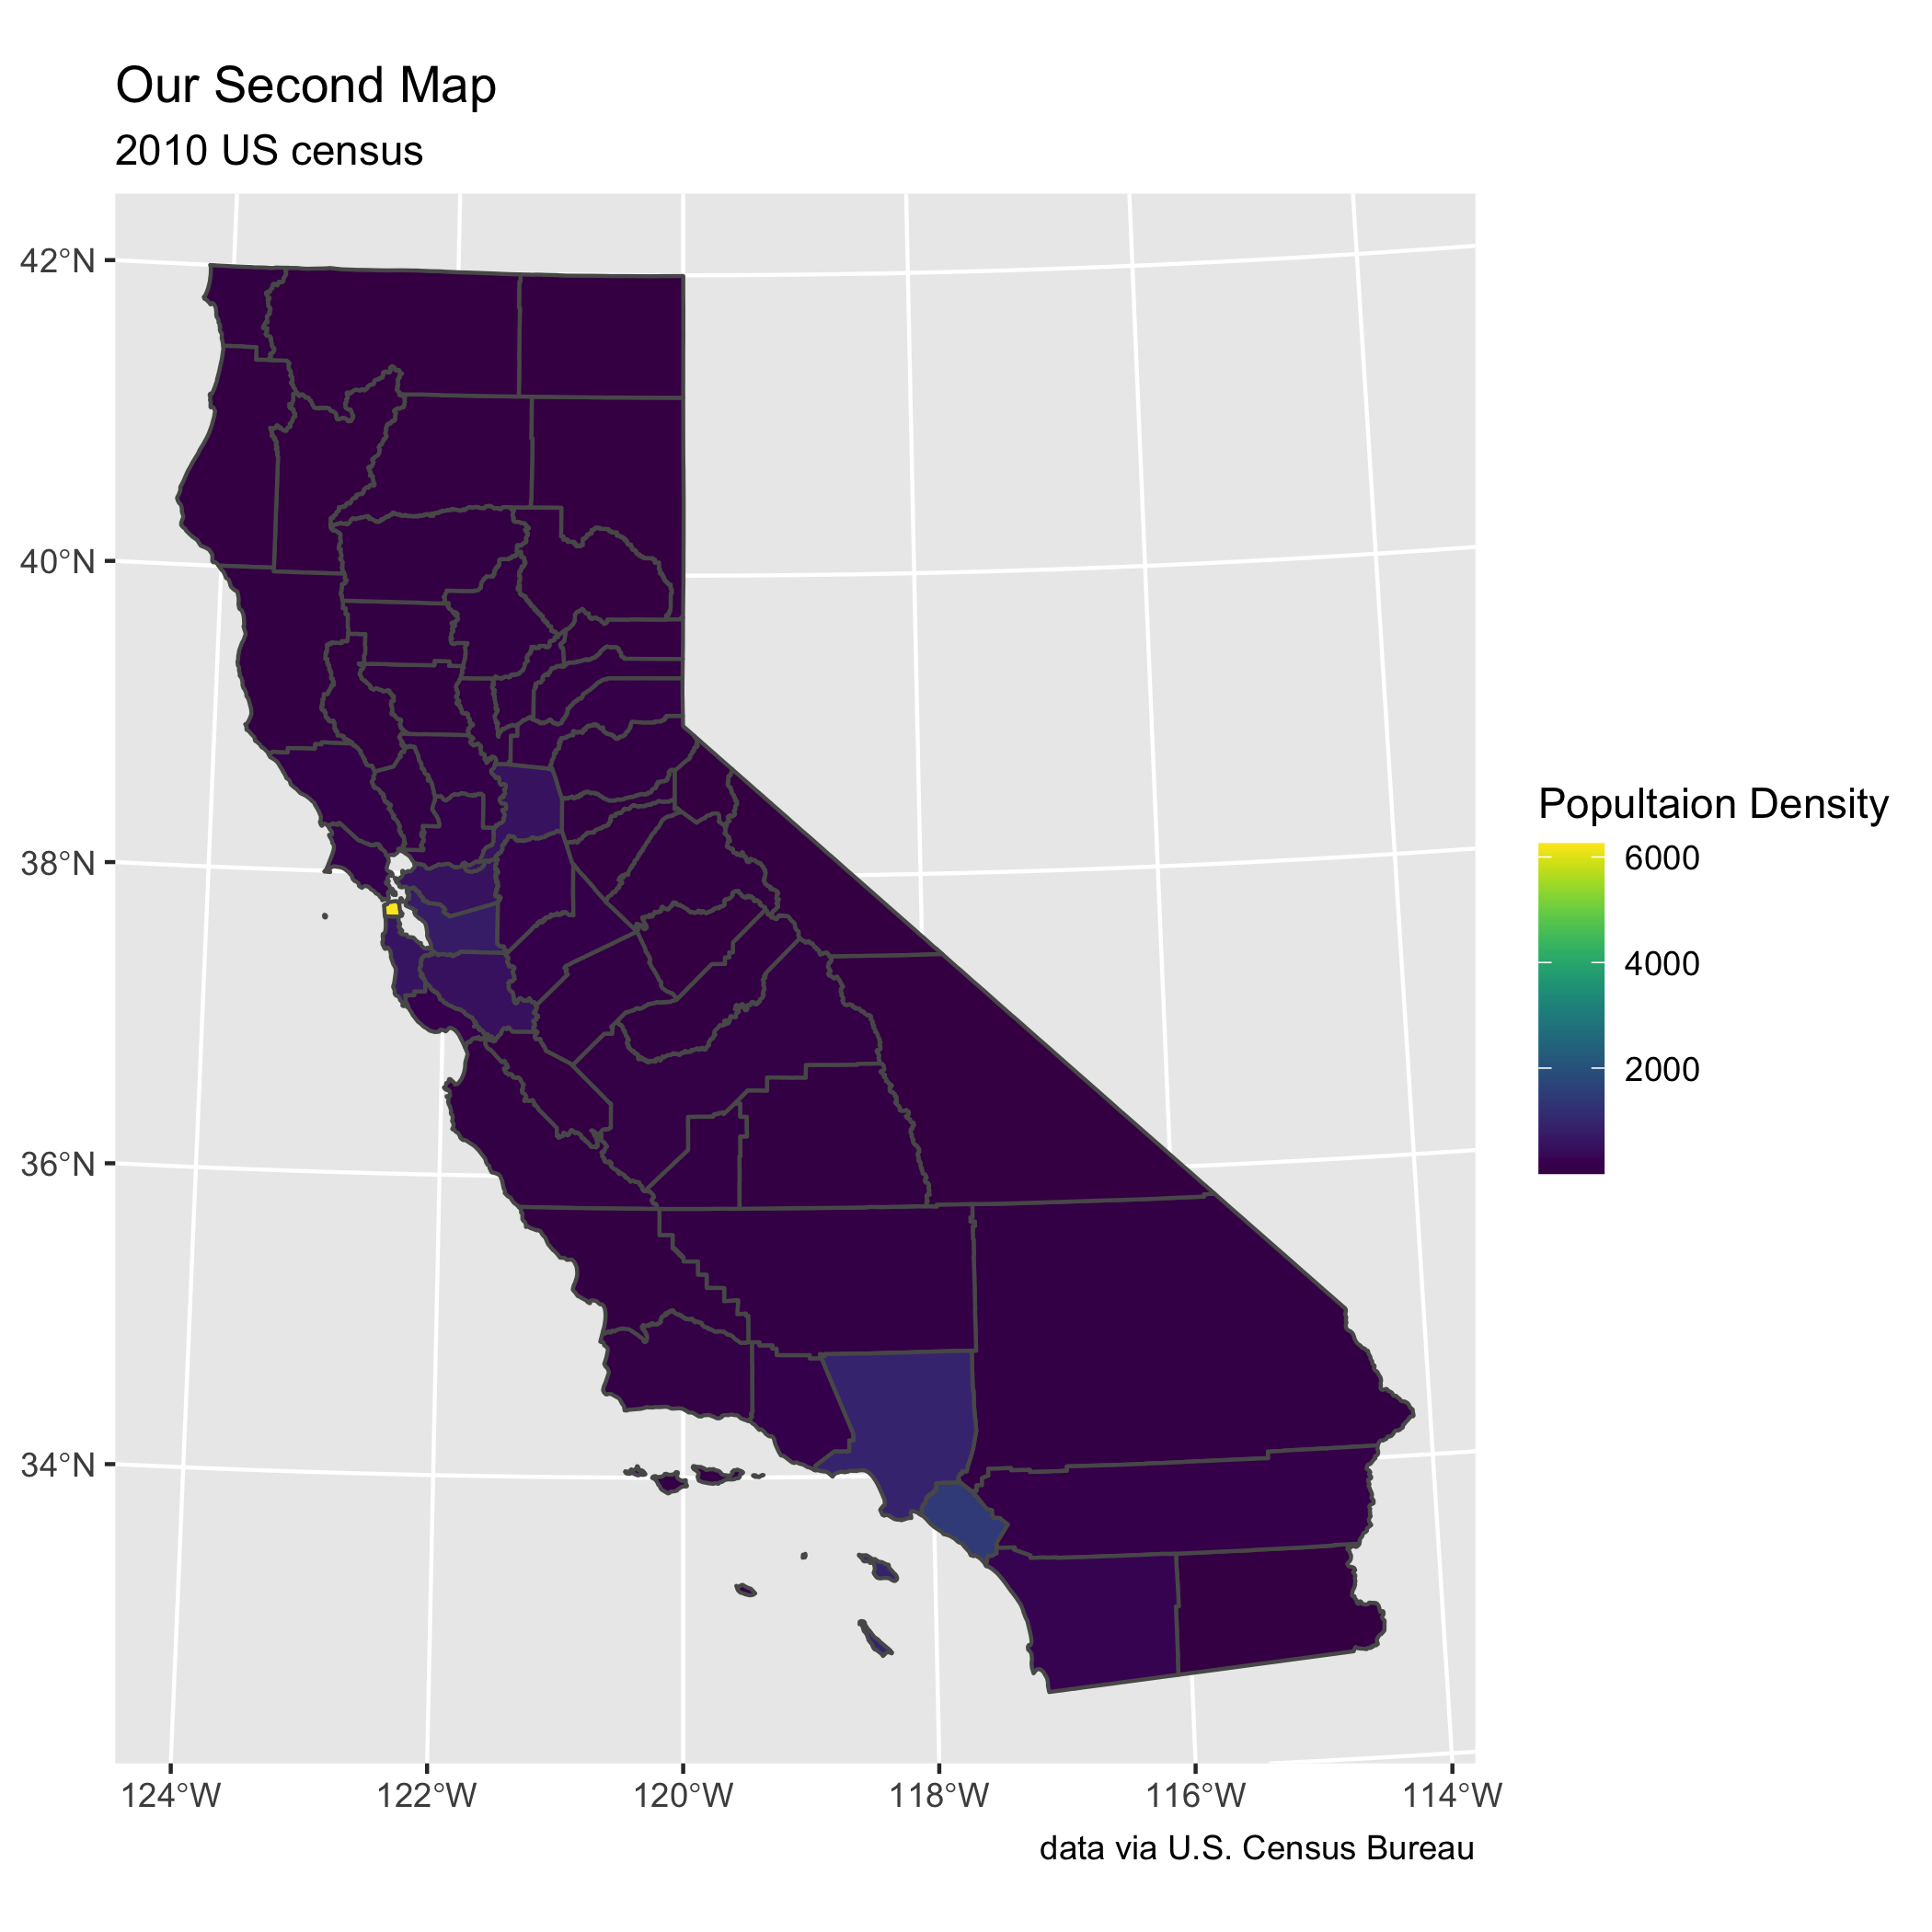 Our Second Map
2010 US census
42°N
40°N
38°N
36°N
34°N
124°W
122°W
120°W
118°W
116°W
114°W
Popultaion Density
6000
4000
2000
data via U.S. Census Bureau